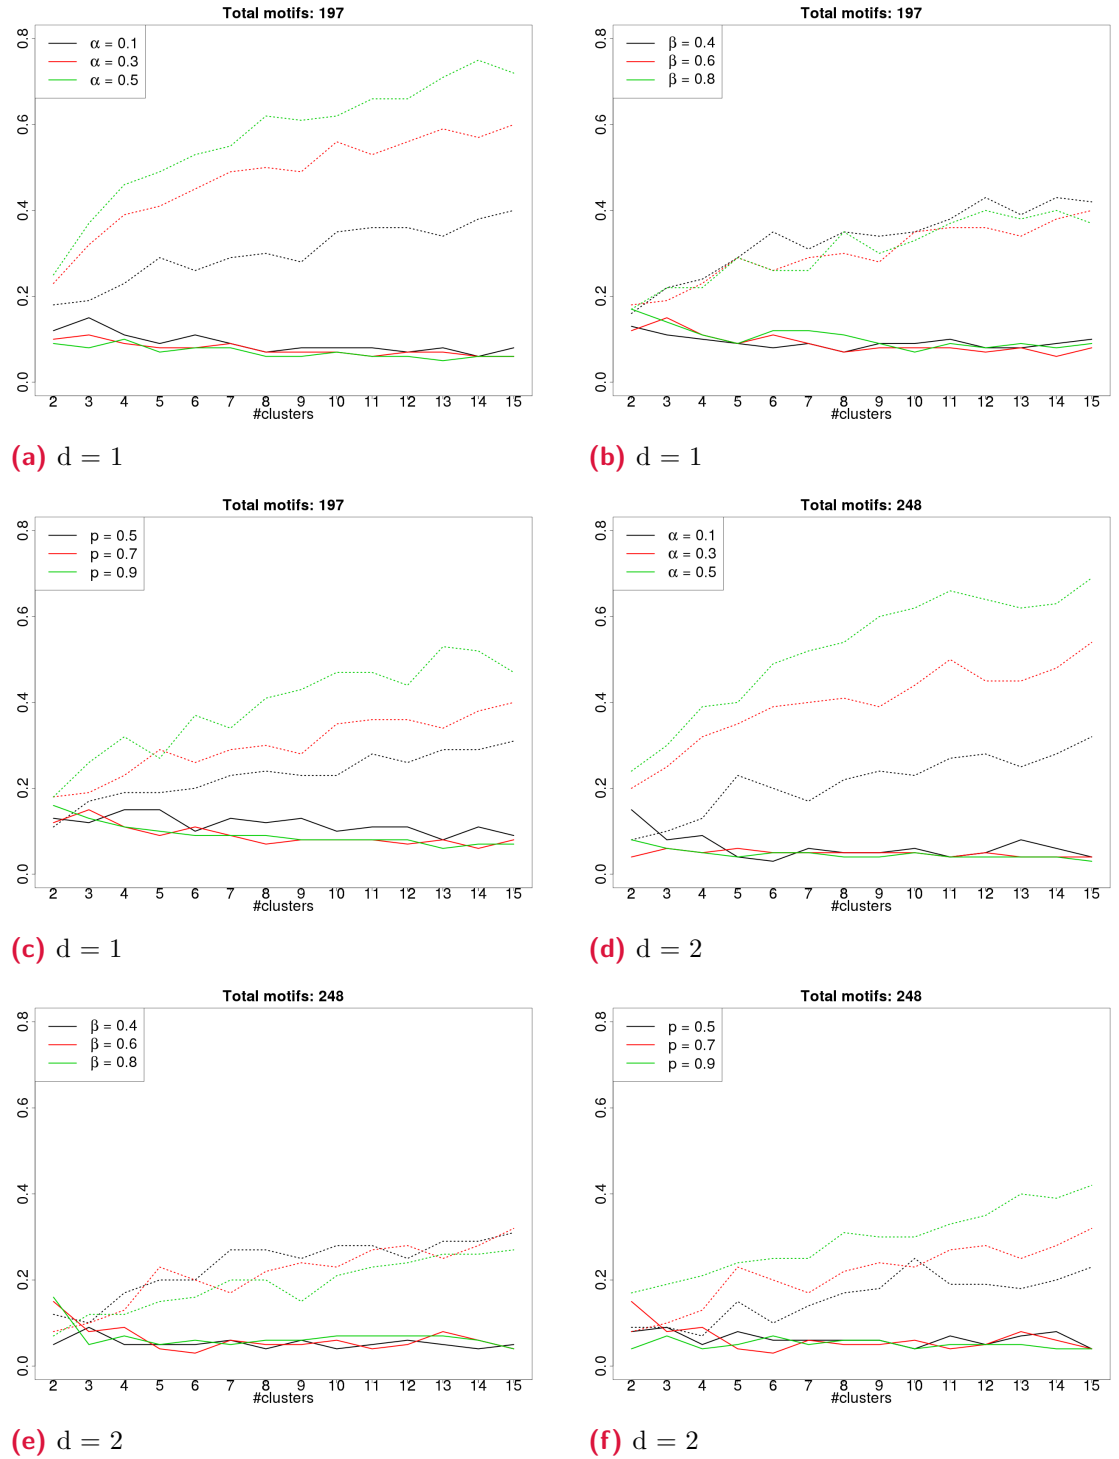 Total motifs: 197
α = 0.1
α = 0.3
α = 0.5
0.0 0.2 0.4 0.6 0.8
2 3 4 5 6 7 8 9 10 11 12 13 14 15
#clusters
(a) d = 1
Total motifs: 197
β = 0.4
β = 0.6
β = 0.8
0.0 0.2 0.4 0.6 0.8
2 3 4 5 6 7 8 9 10 11 12 13 14 15
#clusters
(b) d = 1
Total motifs: 197
p = 0.5
p = 0.7
p = 0.9
0.0 0.2 0.4 0.6 0.8
2 3 4 5 6 7 8 9 10 11 12 13 14 15
#clusters
(c) d = 1
Total motifs: 248
α = 0.1
α = 0.3
α = 0.5
0.0 0.2 0.4 0.6 0.8
2 3 4 5 6 7 8 9 10 11 12 13 14 15
#clusters
(d) d = 2
Total motifs: 248
β = 0.4
β = 0.6
β = 0.8
0.0 0.2 0.4 0.6 0.8
2 3 4 5 6 7 8 9 10 11 12 13 14 15
#clusters
(e) d = 2
Total motifs: 248
p = 0.5
p = 0.7
p = 0.9
0.0 0.2 0.4 0.6 0.8
2 3 4 5 6 7 8 9 10 11 12 13 14 15
#clusters
(f) d = 2